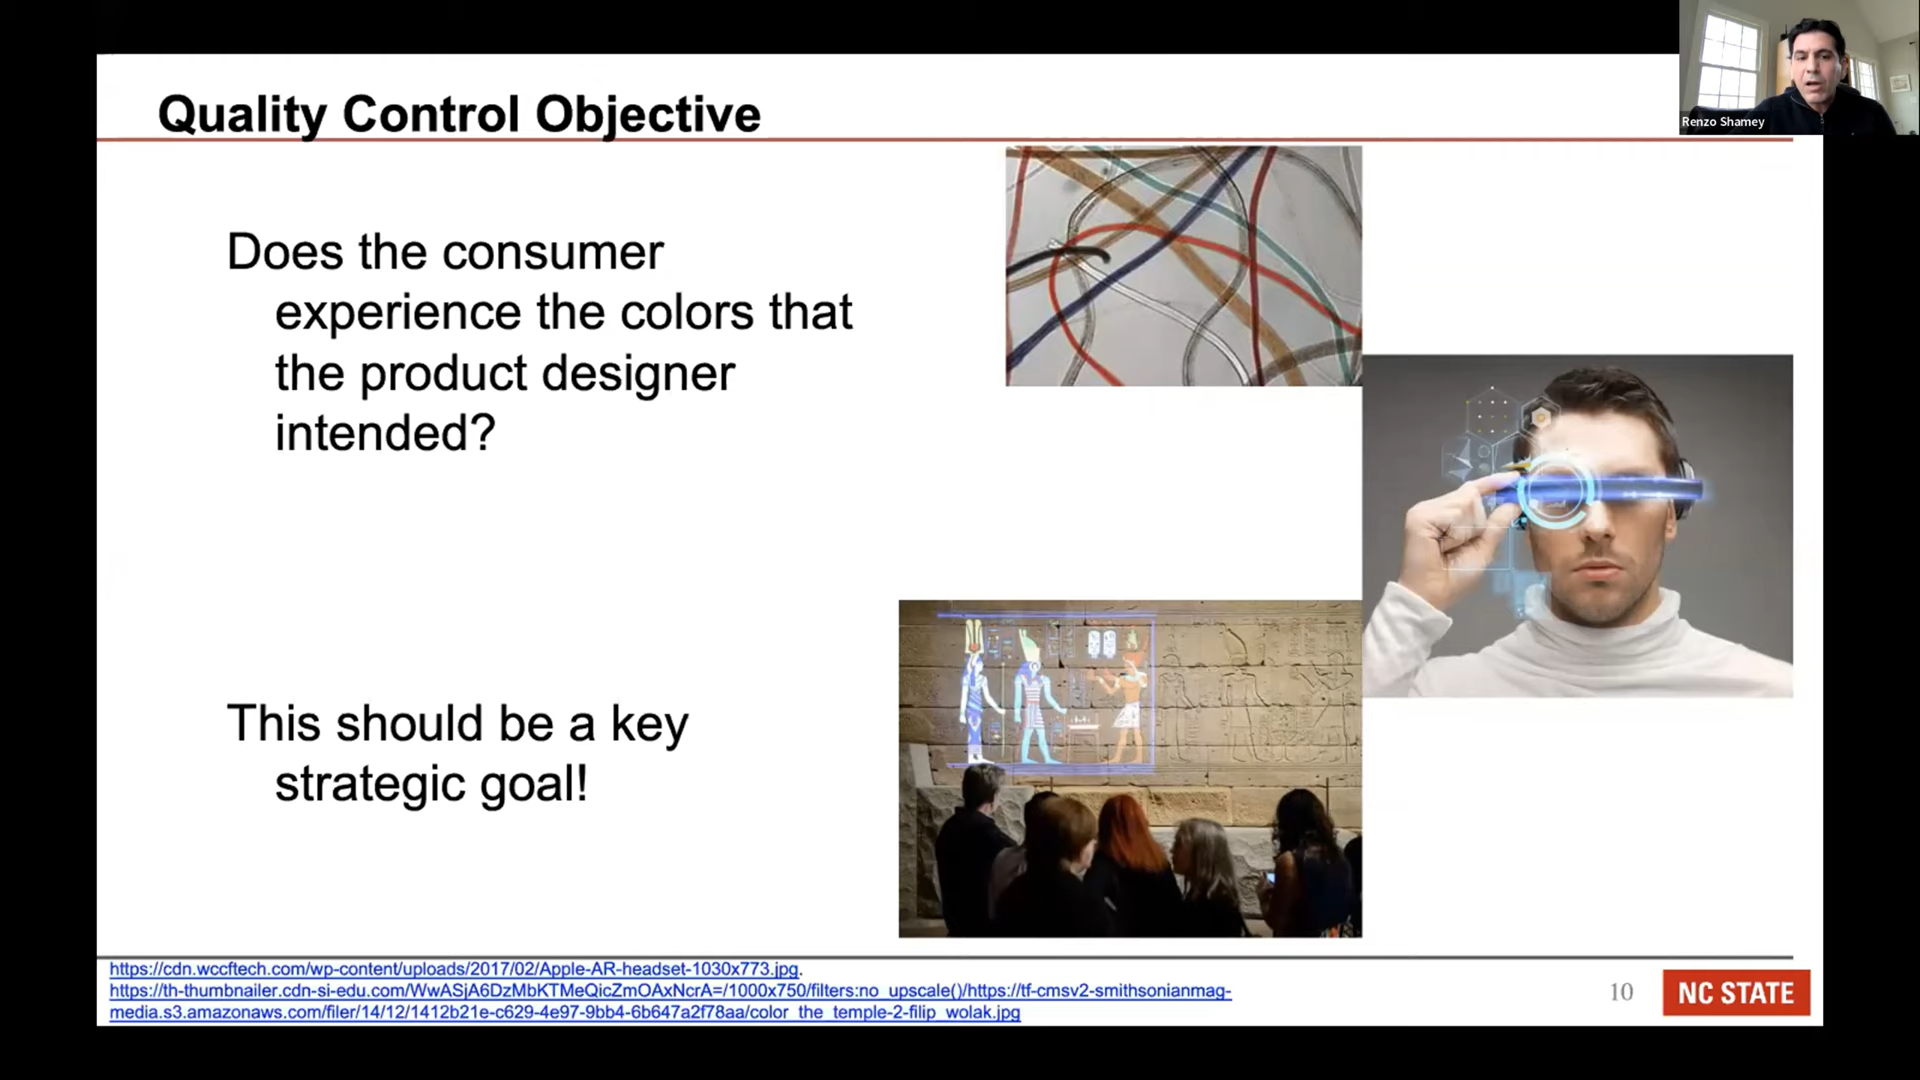 Renzo Shamey
Quality Control Objective
Does the consumer
experience the colors that
the product designer
intended?
This should be a key
strategic goal!
https://cdn.wccftech.com/wp-content/uploads/2017/02/Apple-AR-headset-1030x773.jpg.
https://th-thumbnailer.cdn-si-edu.com/WwASjA6DzMbKTMeQicZmOAxNcrA=/1000x750/filters:no_upscale()/https://tf-cmsv2-smithsonianmag-
media.s3.amazonaws.com/filer/14/12/1412b21e-c629-4e97-9bb4-6b647a2f78aa/color_the_temple-2-filip_wolak.jpg
10
NC STATE